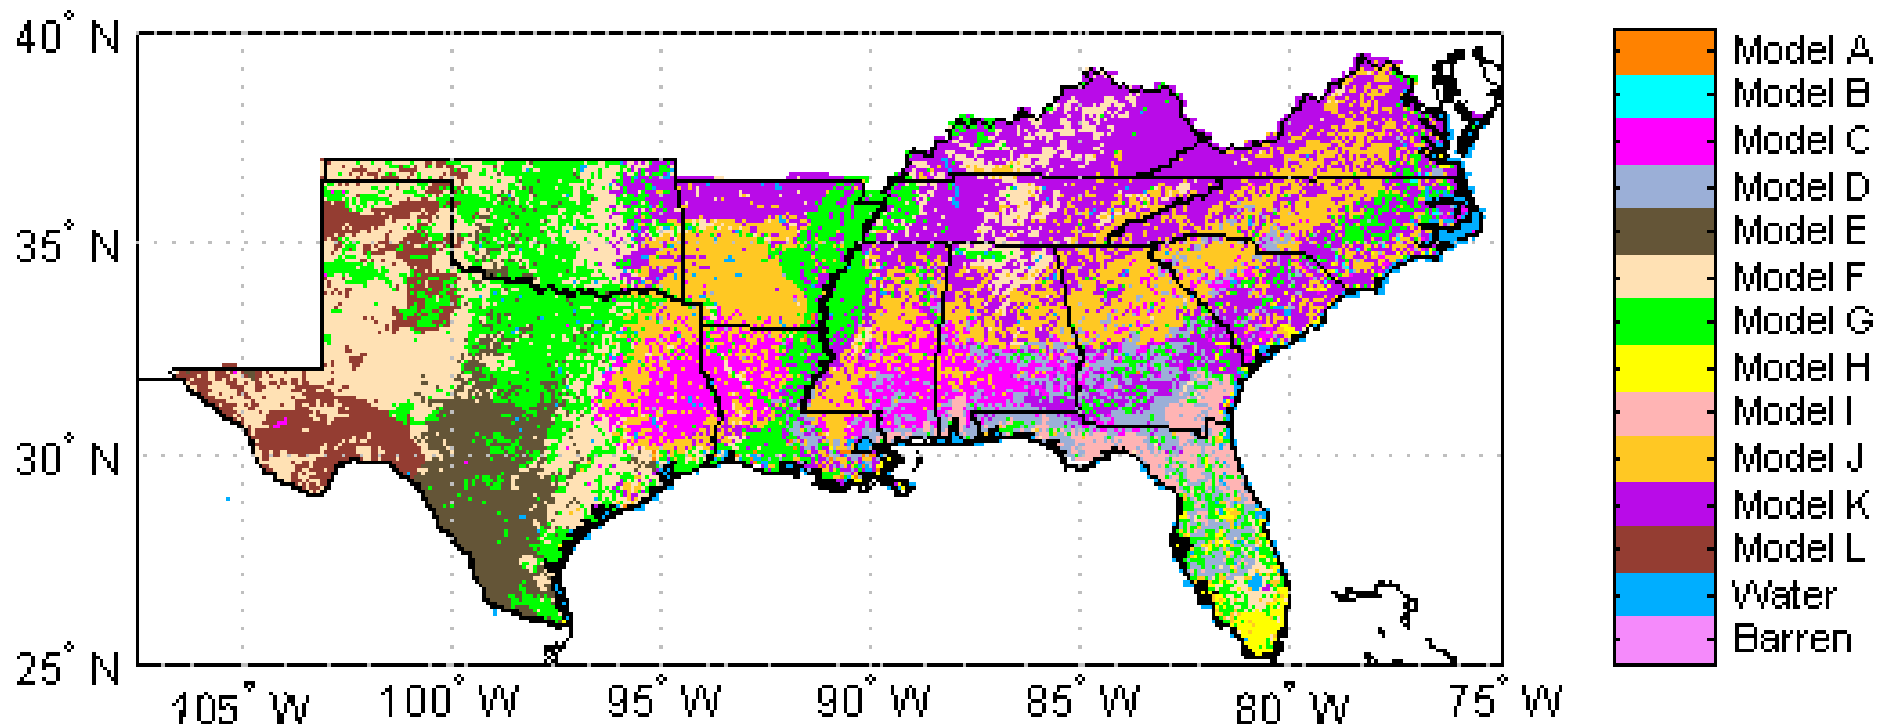 40° N
35° N
30° N
25° N
105° W 100° W 95° W 90° W 85° W 80° W 75° W
Model A
Model B
Model C
Model D
Model E
Model F
Model G
Model H
Model I
Model J
Model K
Model L
Water
Barren